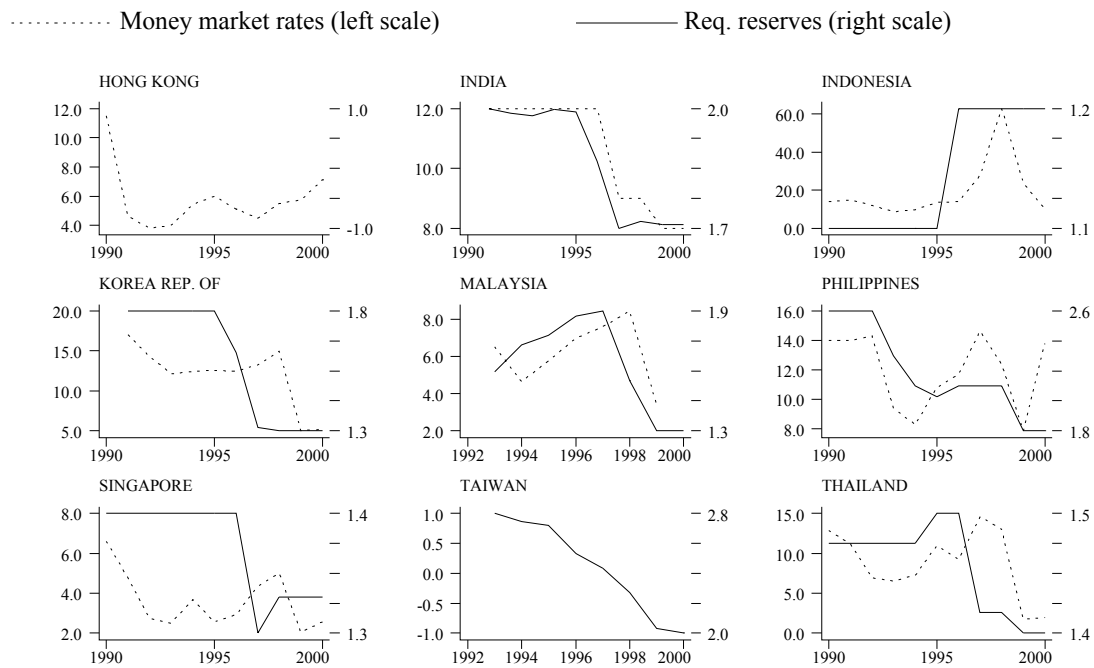 Money market rates (left scale) Req. reserves (right scale)
HONG KONG INDIA INDONESIA
12.0 1.0 12.0 2.0 60.0 1.2
10.0
8.0 10.0 40.0
6.0 20.0
4.0 -1.0 8.0 1.7 0.0 1.1
1990 1995 2000 1990 1995 2000 1990 1995 2000
KOREA REP. OF MALAYSIA PHILIPPINES
20.0 1.8 8.0 1.9 16.0 2.6
14.0
15.0 6.0 12.0
10.0 4.0 10.0
5.0 1.3 2.0 1.3 8.0 1.8
1990 1995 2000 1992 1994 1996 1998 2000 1990 1995 2000
SINGAPORE TAIWAN THAILAND
8.0 1.4 1.0 2.8 15.0 1.5
6.0 0.5 10.0
0.0
4.0 -0.5 5.0
2.0 1.3 -1.0 2.0 0.0 1.4
1990 1995 2000 1992 1994 1996 1998 2000 1990 1995 2000